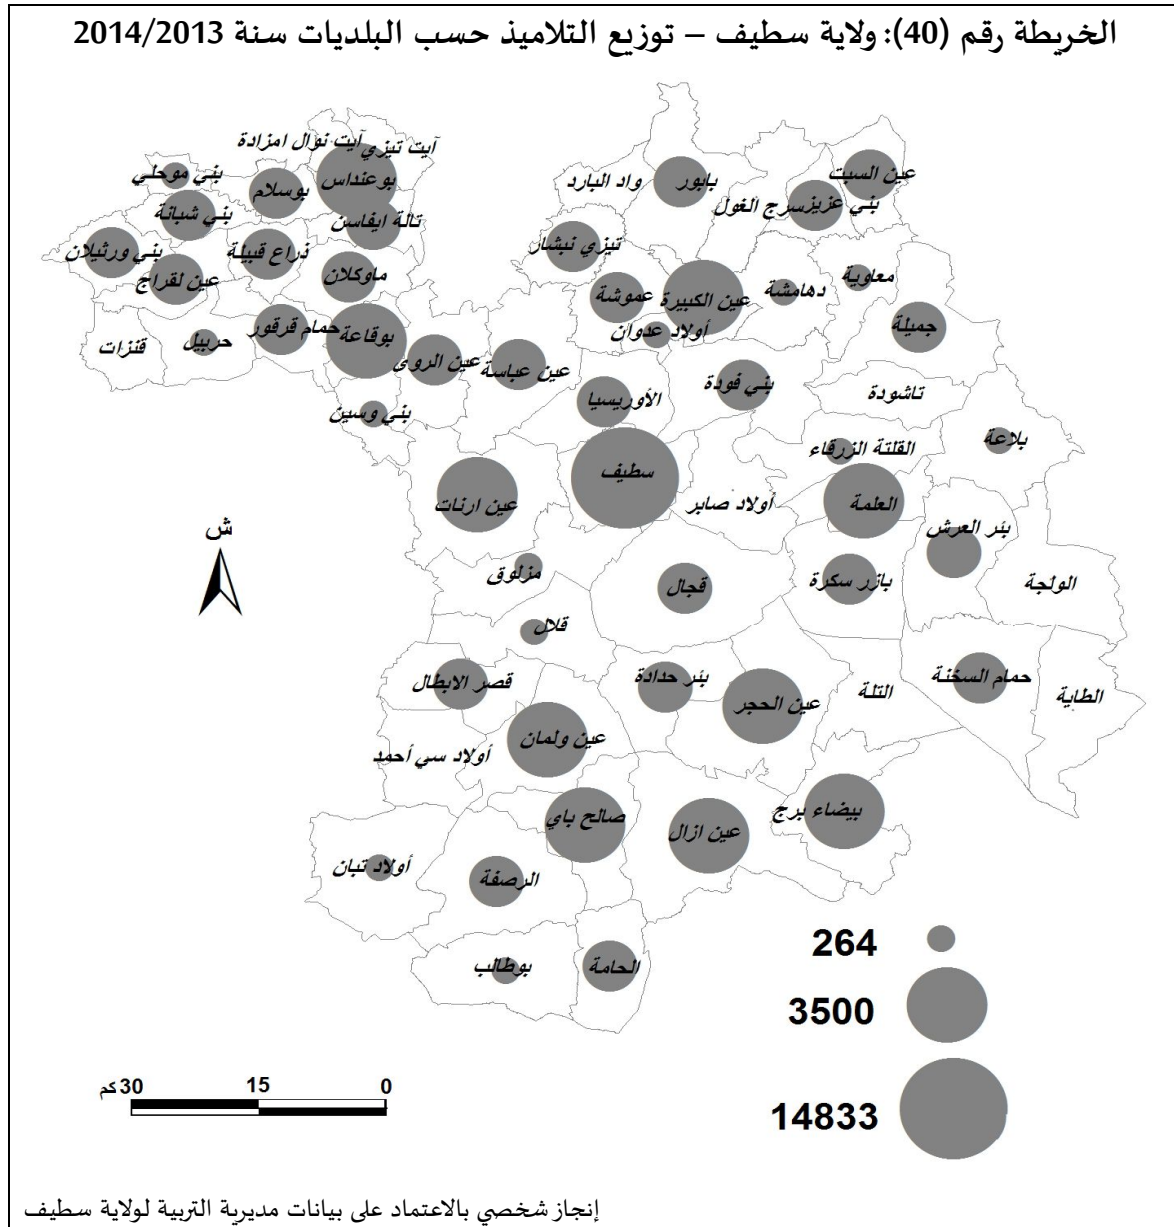 الخريطة رقم (40): ولاية سطيف – توزيع التلاميذ حسب البلديات سنة 2014/2013
آيت نوال امزادة
آيت تيزي
بني موحلي
بوسلام
بوعنداس
بني شبانة
تالة ايفاسن
بني ورثيلان
ذراع قبيلة
عين لقراج
ماوكلان
قنزات
حربيل
حمام قرقور
بوقاعة
عين الروى
عين عباسة
بني وسين
عين السبت
بابور
واد البارد
بني عزيز
سرج الغول
تيزي نبشار
معاوية
دهامشة
عين الكبيرة
عموشة
أولاد عدوان
جميلة
بني فودة
تاشودة
الأوريسيا
بلاعة
القلتة الزرقاء
سطيف
أولاد صابر
العلمة
عين ارنات
بئر العرش
مزلوق
قجال
بازر سكرة
الولجة
قلال
قصر الابطال
بئر حدادة
عين الحجر
التلة
حمام السخنة
الطاية
عين ولمان
أولاد سي أحمد
صالح باي
عين ازال
بيضاء برج
أولاد تبان
الرصفة
بوطالب
الحامة
ش
264
3500
14833
0
15
30 كم
إنجاز شخصي بالاعتماد على بيانات مديرية التربية لولاية سطيف